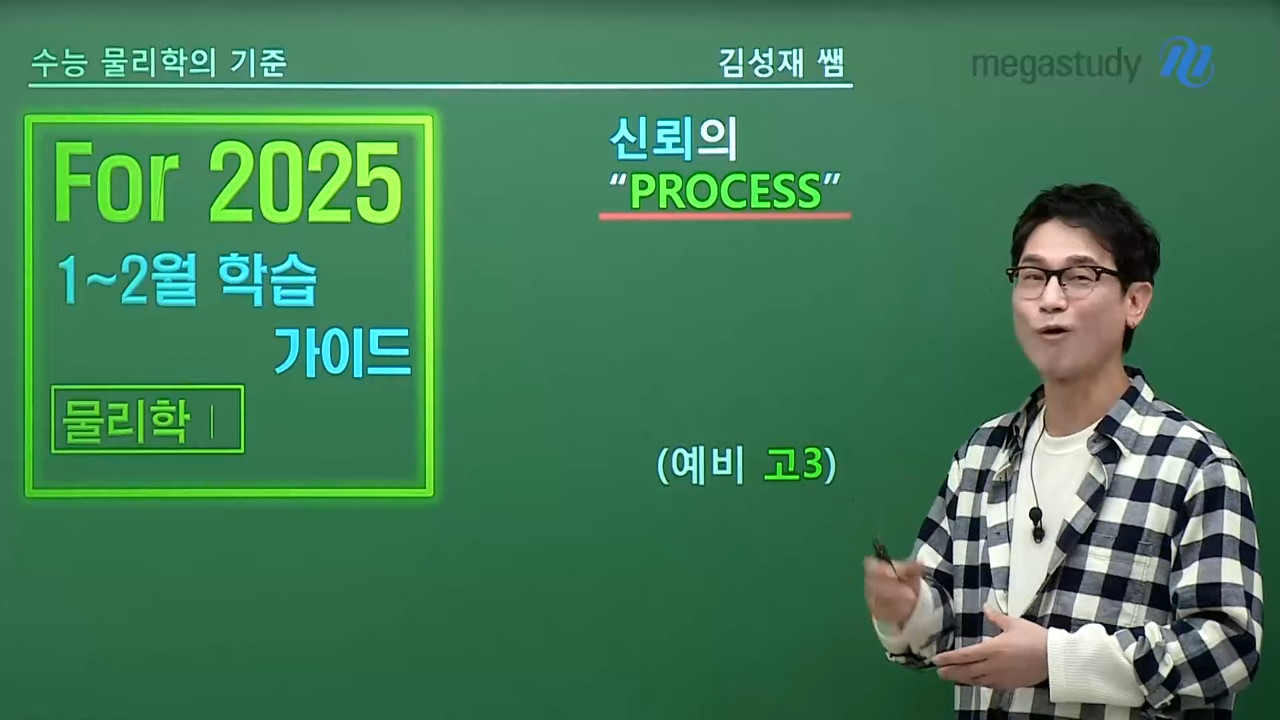 수능 물리학의 기준
김성재 쌤
megastudy
For 2025
1~2월 학습
가이드
물리학 I
신뢰의
“PROCESS”
(예비 고3)